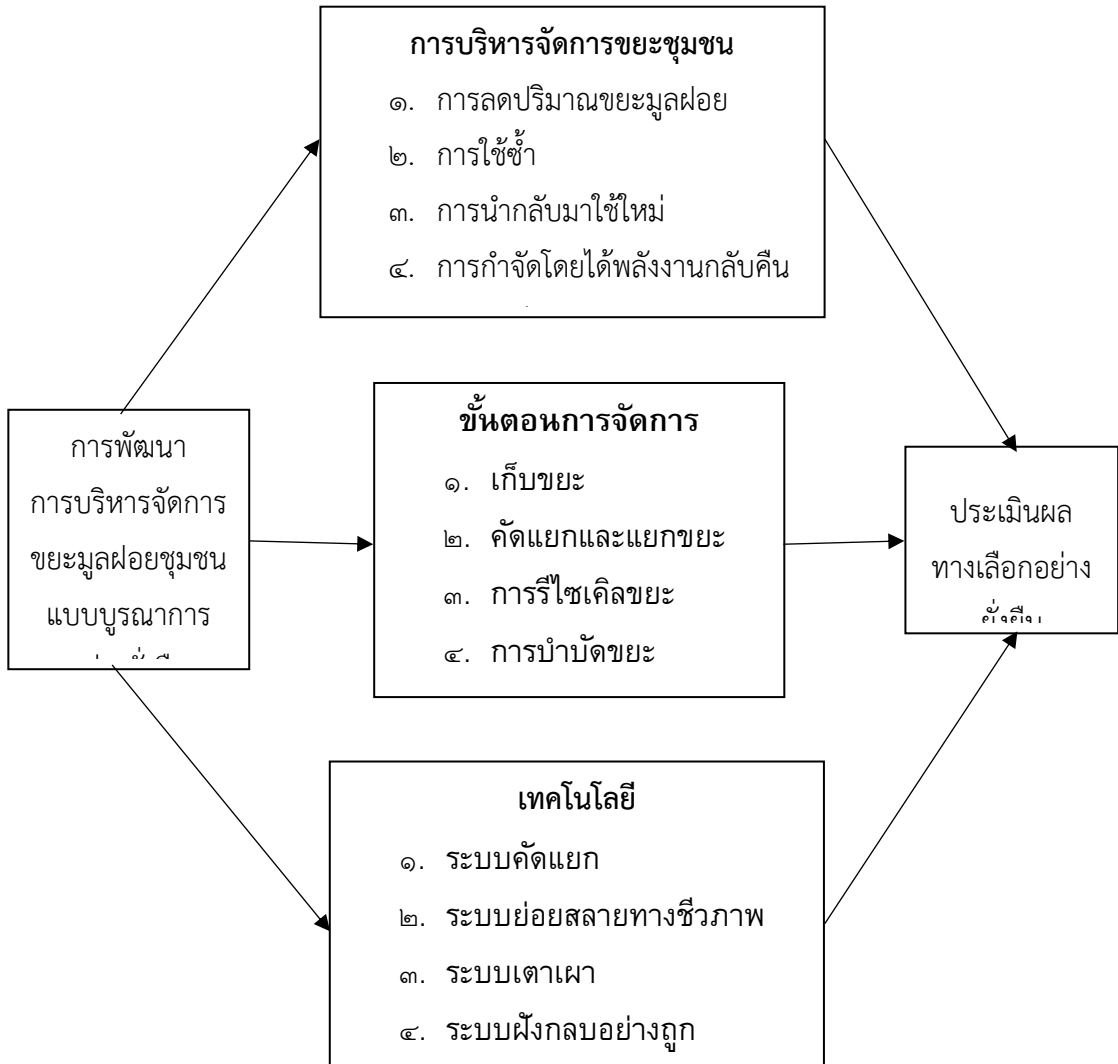 การบริหารจัดการขยะชุมชน
๑. การลดปริมาณขยะมูลฝอย
๒. การใช้ซ้ำ
๓. การนำกลับมาใช้ใหม่
๔. การกำจัดโดยได้พลังงานกลับคืน
การพัฒนา
การบริหารจัดการ
ขยะมูลฝอยชุมชน
แบบบูรณาการ
ขั้นตอนการจัดการ
๑. เก็บขยะ
๒. คัดแยกและแยกขยะ
๓. การรีไซเคิลขยะ
๔. การบำบัดขยะ
เทคโนโลยี
๑. ระบบคัดแยก
๒. ระบบย่อยสลายทางชีวภาพ
๓. ระบบเตาเผา
๔. ระบบฝังกลบอย่างถูก
ประเมินผล
ทางเลือกอย่าง
ยั่งยืน